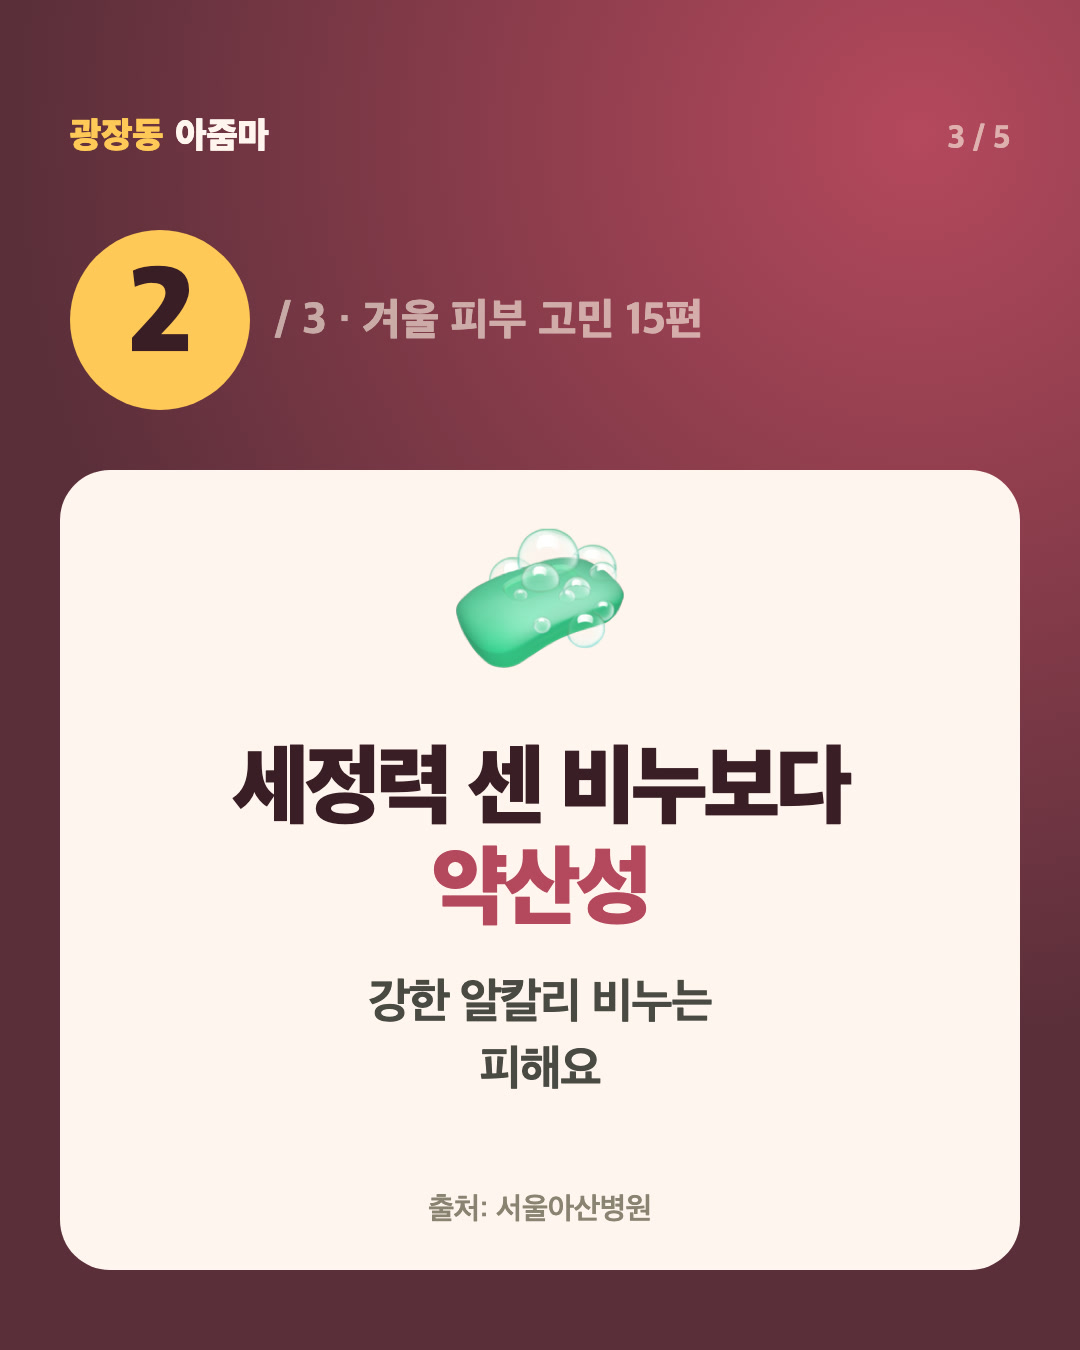 광장동 아줌마
3 / 5
2
/ 3 · 겨울 피부 고민 15편
세정력 센 비누보다
약산성
강한 알칼리 비누는
피해요
출처: 서울아산병원